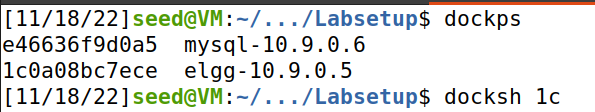 [11/18/22]seed@VM:~/.../Labsetup$ dockps
e46636f9d0a5  mysql-10.9.0.6
1c0a08bc7ece  elgg-10.9.0.5
[11/18/22]seed@VM:~/.../Labsetup$ docksh 1c